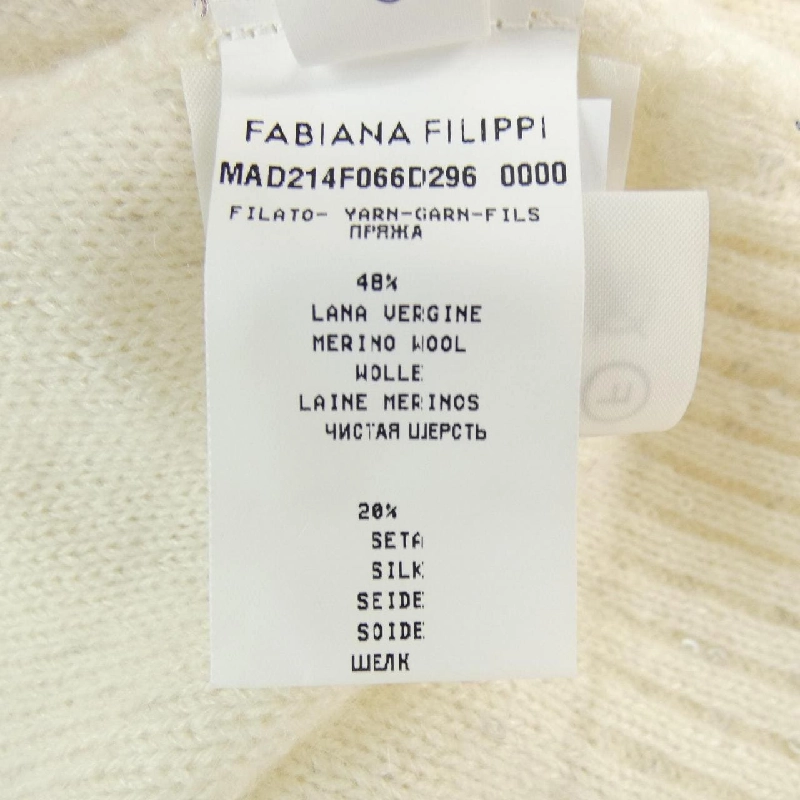 FABIANA FILIPPI
MAD214F066D296 0000
FILATO- YARN-GARN-FILS
ПРЯЖА
48%
LANA VERGINE
MERINO WOOL
WOLLE
LAINE MERINOS
ЧИСТАЯ ШЕРСТЬ
20%
SETA
SILK
SEIDE
SOIDE
ШЕЛК